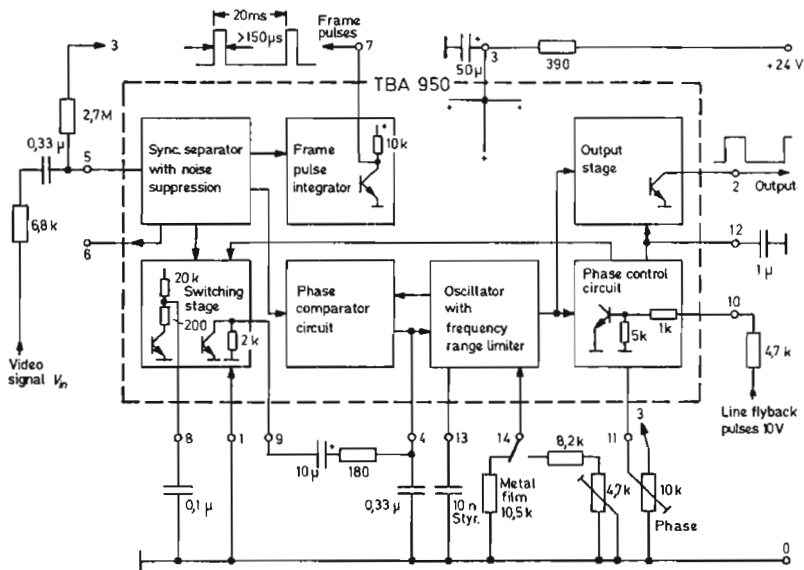 20ms
>150µs
Frame
pulses
7
3
50µ
3
390
+24 V
TBA 950
2,7M
0,33 µ
5
Sync. separator
with noise
suppression
Frame
pulse
integrator
10k
Output
stage
2
Output
6,8 k
6
12
1 µ
20 k
Switching
stage
200
2 k
Phase
comparator
circuit
Oscillator
with
frequency
range limiter
Phase control
circuit
10
1k
5k
4,7 k
Video
signal Vin
Line flyback
pulses 10V
8
1
9
4
13
14
11
3
10 µ
180
8,2k
0,1 µ
0,33 µ
10 n
Styr.
Metal
film
10,5 k
4,7 k
10 k
Phase
0